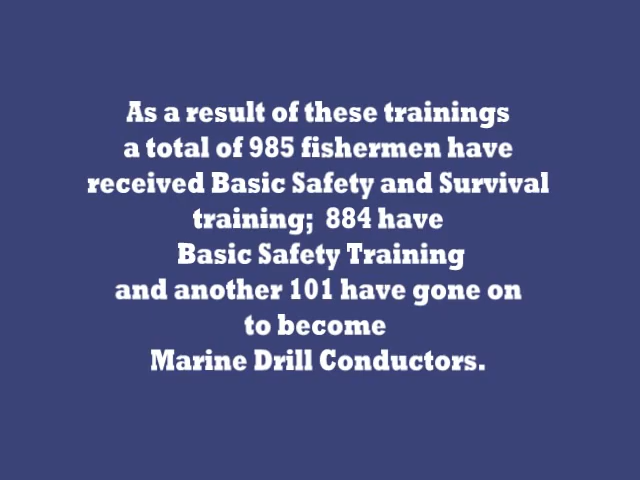 As a result of these trainings
a total of 985 fishermen have
received Basic Safety and Survival
training;  884 have
Basic Safety Training
and another 101 have gone on
to become
Marine Drill Conductors.